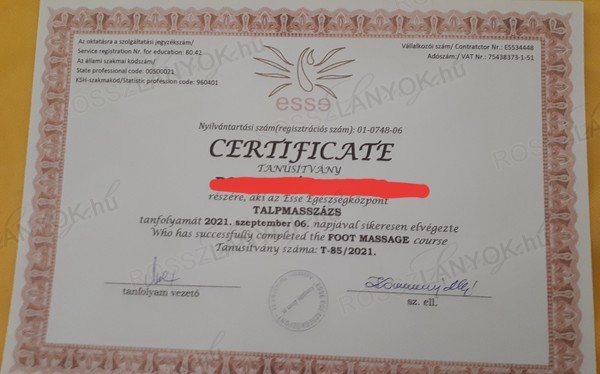 Az oktatásra a szolgáltatási jegyzékszám/
Service registration Nr. for education: 80.42
Az állami szakmai kódszám/
State professional code: 00500021
KSH-szakmakód/Statistic profession code: 960401
Vállalkozói szám/ Contratctor Nr.: ES534448
Adószám:/ VAT Nr.: 75438373-1-51
esse
Nyilvántartási szám(regisztrációs szám): 01-0748-06
CERTIFICATE
TANÚSÍTVÁNY
részére, aki az Esse Egészségközpont
TALPMASSZÁZS
tanfolyamát 2021. szeptember 06. napjával sikeresen elvégezte
Who has successfully completed the FOOT MASSAGE course
Tanúsítvány száma: T-85/2021.
tanfolyam vezető
sz. ell.
ROSSZLANYOK.hu